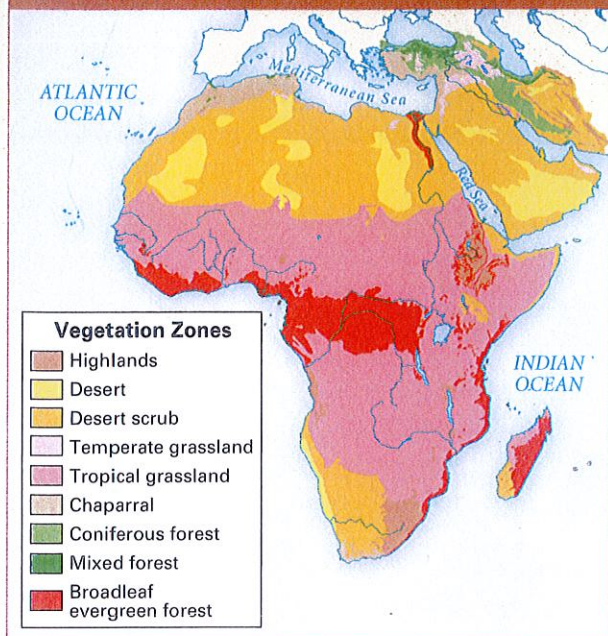 ATLANTIC
OCEAN
Mediterranean Sea
Red Sea
INDIAN
OCEAN
Vegetation Zones
Highlands
Desert
Desert scrub
Temperate grassland
Tropical grassland
Chaparral
Coniferous forest
Mixed forest
Broadleaf
evergreen forest